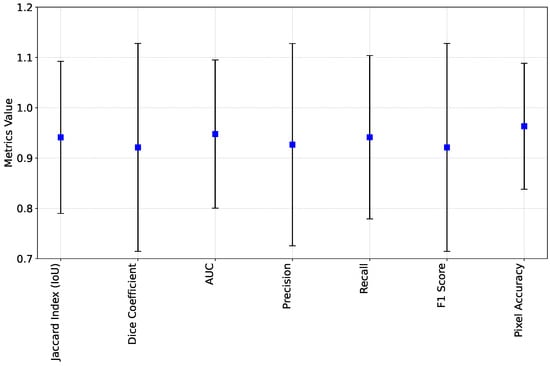 Metrics Value
1.2
1.1
1.0
0.9
0.8
0.7
Jaccard Index (IoU)
Dice Coefficient
AUC
Precision
Recall
F1 Score
Pixel Accuracy